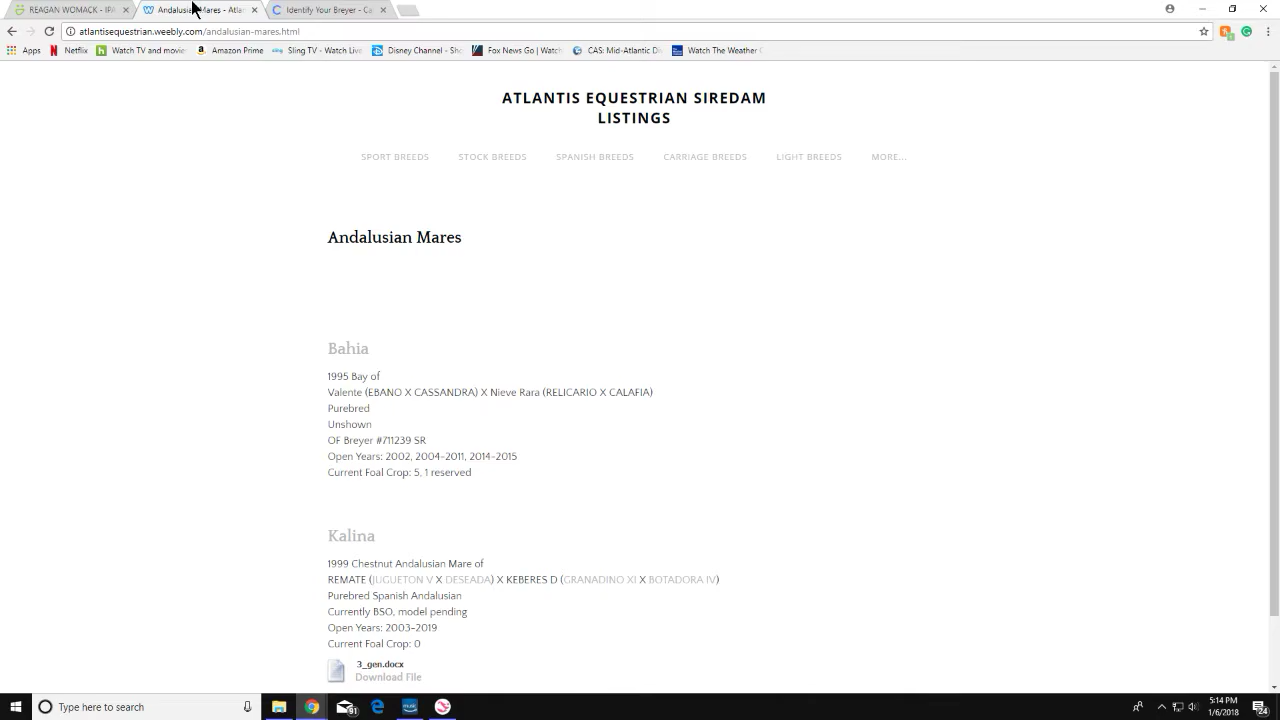 REAGAN WOMACK - IPA
Andalusian Mares - Atlan
Identify Your Breyer - Ca
atlantisequestrian.weebly.com/andalusian-mares.html
Apps
Netflix
Watch TV and movies
Amazon Prime
Sling TV - Watch Live
Disney Channel - Sho
Fox News Go | Watch
CAS: Mid-Atlantic Di
Watch The Weather C
ATLANTIS EQUESTRIAN SIREDAM
LISTINGS
SPORT BREEDS
STOCK BREEDS
SPANISH BREEDS
CARRIAGE BREEDS
LIGHT BREEDS
MORE...
Andalusian Mares
Bahia
1995 Bay of
Valente (EBANO X CASSANDRA) X Nieve Rara (RELICARIO X CALAFIA)
Purebred
Unshown
OF Breyer #711239 SR
Open Years: 2002, 2004-2011, 2014-2015
Current Foal Crop: 5, 1 reserved
Kalina
1999 Chestnut Andalusian Mare of
REMATE (JUGUETON V X DESEADA) X KEBERES D (GRANADINO XI X BOTADORA IV)
Purebred Spanish Andalusian
Currently BSO, model pending
Open Years: 2003-2019
Current Foal Crop: 0
3_gen.docx
Download File
Type here to search
music
5:14 PM
1/6/2018